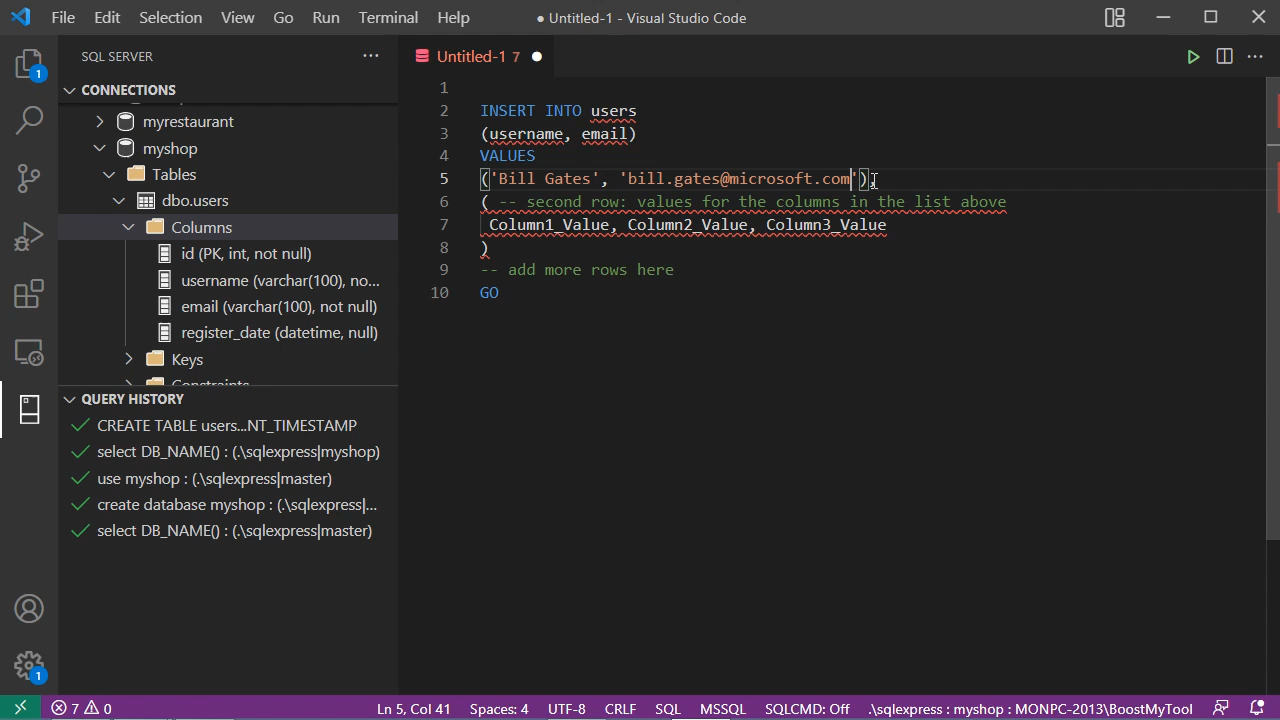 File Edit Selection View Go Run Terminal Help ● Untitled-1 - Visual Studio Code
1
SQL SERVER ...
CONNECTIONS
myrestaurant
myshop
Tables
dbo.users
Columns
id (PK, int, not null)
username (varchar(100), no...
email (varchar(100), not null)
register_date (datetime, null)
Keys
Constraints
QUERY HISTORY
CREATE TABLE users...NT_TIMESTAMP
select DB_NAME() : (.\sqlexpress|myshop)
use myshop : (.\sqlexpress|master)
create database myshop : (.\sqlexpress|...
select DB_NAME() : (.\sqlexpress|master)
1
Untitled-1 7 ●
1
2 INSERT INTO users
3 (username, email)
4 VALUES
5 ('Bill Gates', 'bill.gates@microsoft.com'),
6 ( -- second row: values for the columns in the list above
7 Column1_Value, Column2_Value, Column3_Value
8 )
9 -- add more rows here
10 GO
7 0 Ln 5, Col 41 Spaces: 4 UTF-8 CRLF SQL MSSQL SQLCMD: Off .\sqlexpress : myshop : MONPC-2013\BoostMyTool